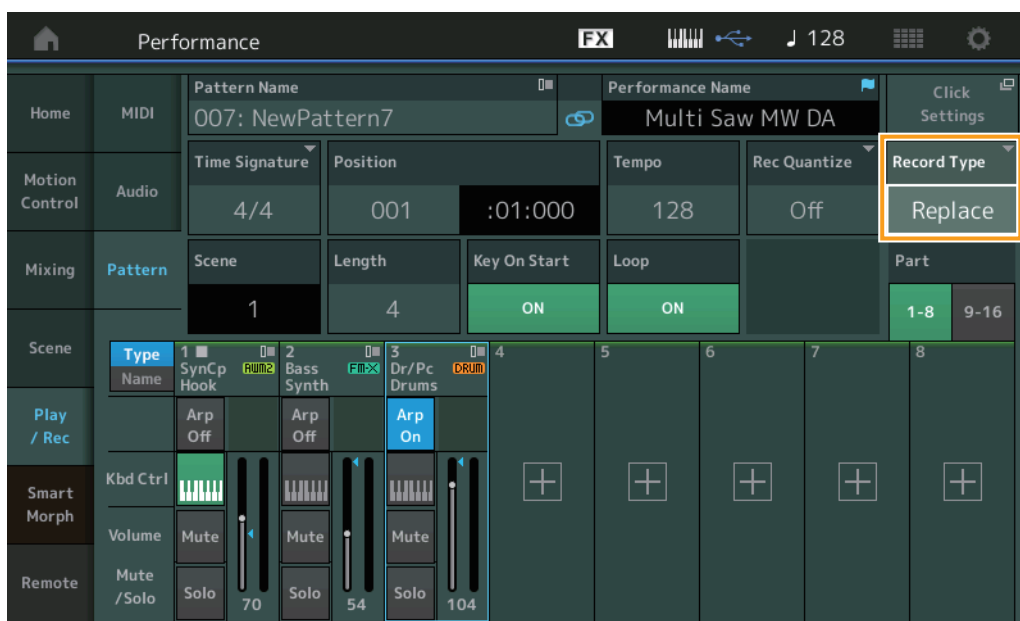 Performance
FX
128
Home
Motion
Control
Mixing
Scene
Play
/ Rec
Smart
Morph
Remote
MIDI
Audio
Pattern
Pattern Name
007: NewPattern7
Performance Name
Multi Saw MW DA
Click
Settings
Time Signature
4/4
Position
001
:01:000
Tempo
128
Rec Quantize
Off
Record Type
Replace
Scene
1
Length
4
Key On Start
ON
Loop
ON
Part
1-8
9-16
Type
Name
1
SynCp
Hook
AWM2
2
Bass
Synth
FM-X
3
Dr/Pc
Drums
DRUM
4
5
6
7
8
Arp
Off
Arp
Off
Arp
On
Kbd Ctrl
Volume
Mute
/Solo
Mute
Mute
Mute
Solo
70
Solo
54
Solo
104